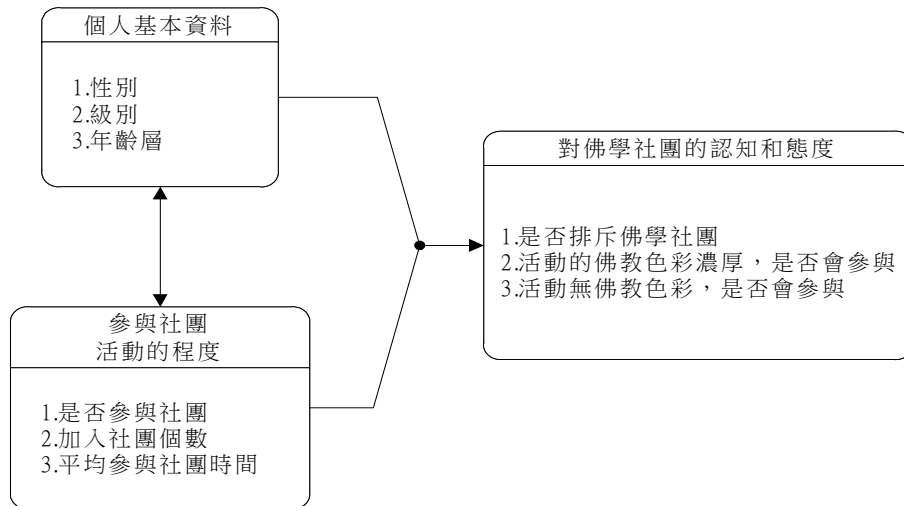 個人基本資料
1.性別
2.級別
3.年齡層
參與社團
活動的程度
1.是否參與社團
2.加入社團個數
3.平均參與社團時間
對佛學社團的認知和態度
1.是否排斥佛學社團
2.活動的佛教色彩濃厚，是否會參與
3.活動無佛教色彩，是否會參與